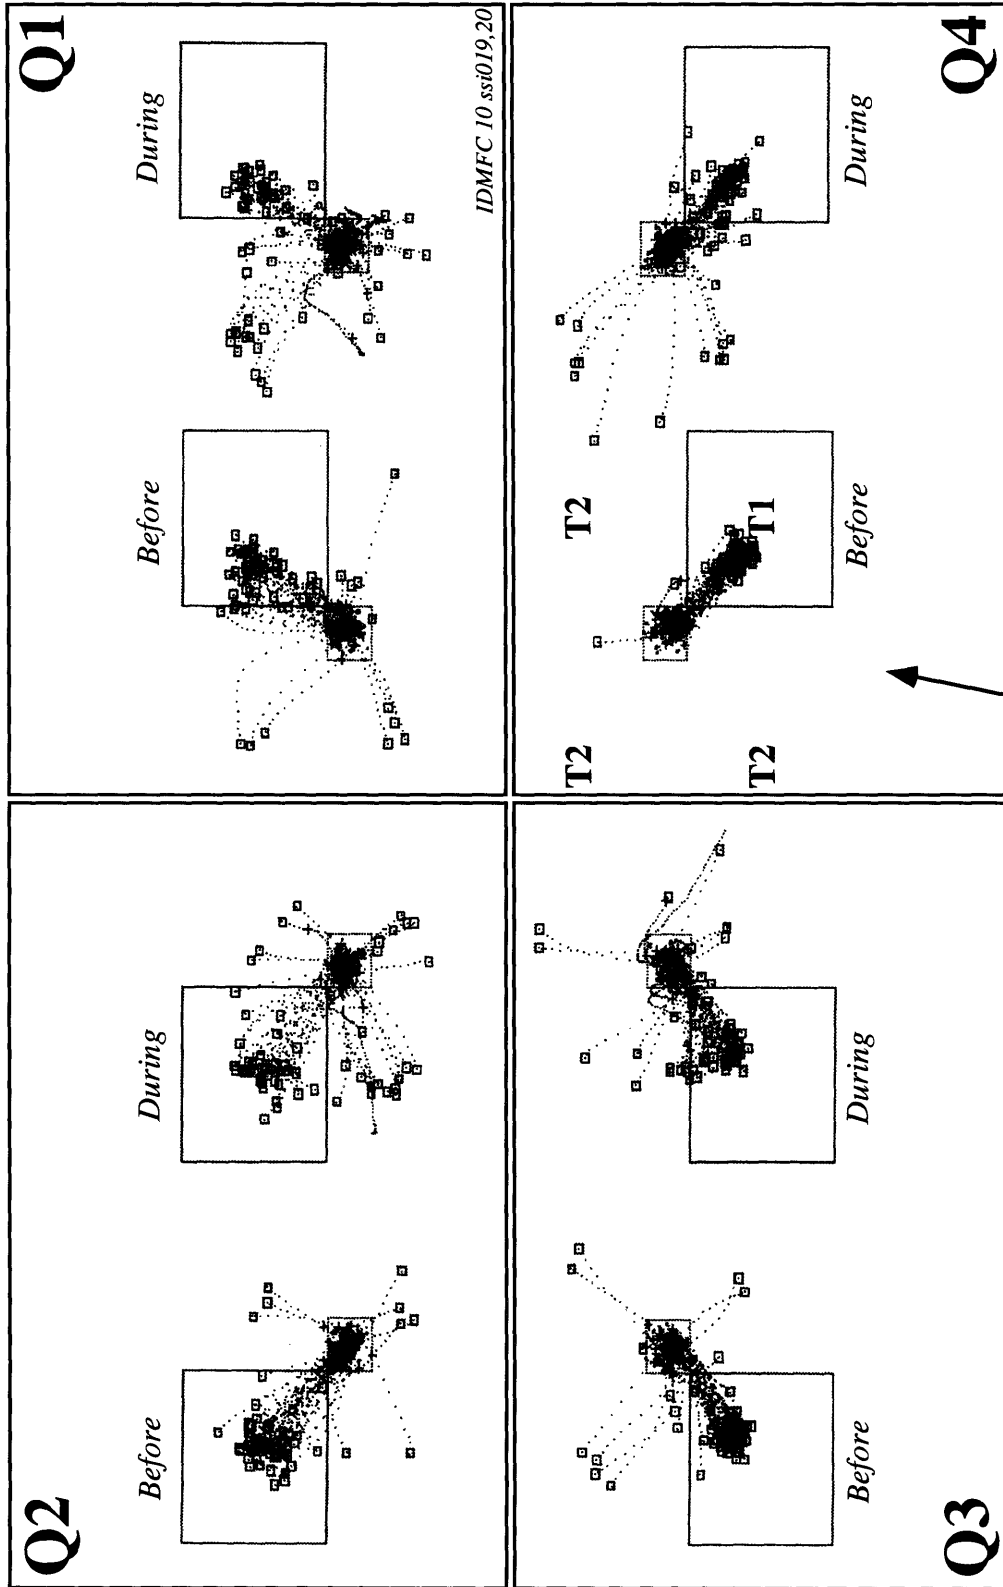 Q2
Before
During
Q1
Before
During
IDMFC 10 ssi019,20
Q3
Before
During
Q4
T2
T2
T2
T1
Before
During